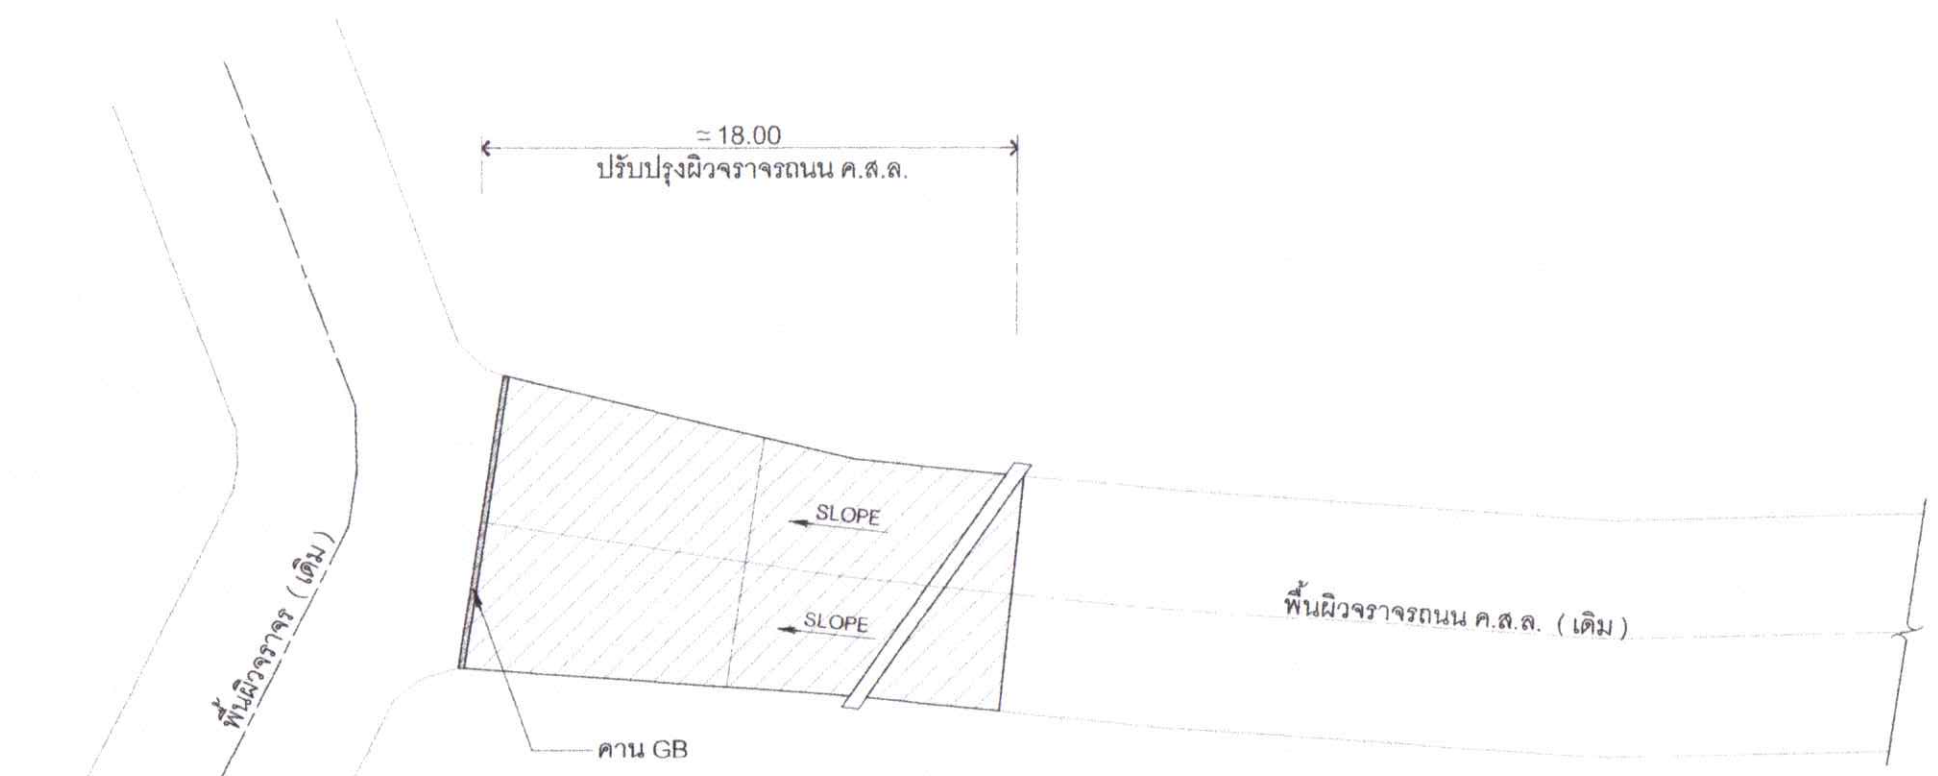 ≈ 18.00
ปรับปรุงผิวจราจรถนน ค.ส.ล.
SLOPE
SLOPE
พื้นผิวจราจรถนน ค.ส.ล. ( เดิม )
พื้นผิวจราจร ( เดิม )
คาน GB